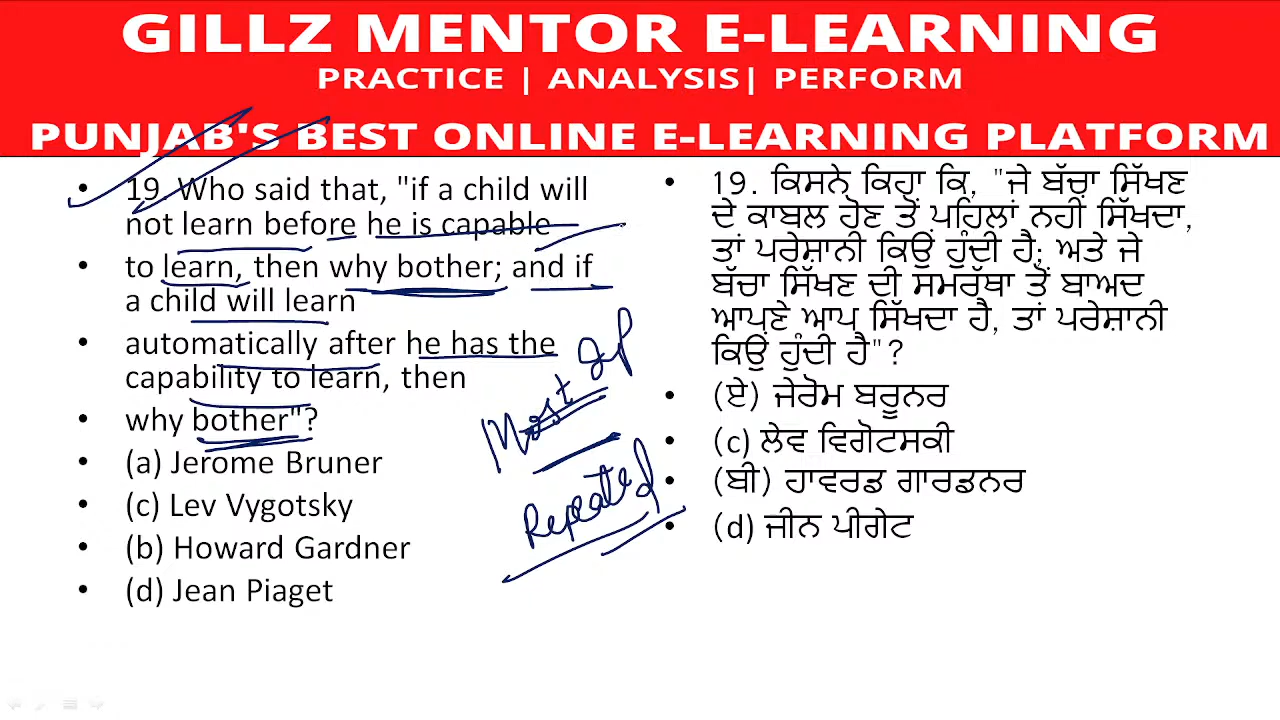 GILLZ MENTOR E-LEARNING
PRACTICE | ANALYSIS| PERFORM
PUNJAB'S BEST ONLINE E-LEARNING PLATFORM
• 19. Who said that, "if a child will
not learn before he is capable
• to learn, then why bother; and if
a child will learn
• automatically after he has the
capability to learn, then
• why bother"?
• (a) Jerome Bruner
• (c) Lev Vygotsky
• (b) Howard Gardner
• (d) Jean Piaget
Most
Repeated
• 19. ਕਿਸਨੇ ਕਿਹਾ ਕਿ, "ਜੇ ਬੱਚਾ ਸਿੱਖਣ
ਦੇ ਕਾਬਲ ਹੋਣ ਤੋਂ ਪਹਿਲਾਂ ਨਹੀਂ ਸਿੱਖਦਾ,
ਤਾਂ ਪਰੇਸ਼ਾਨੀ ਕਿਉਂ ਹੁੰਦੀ ਹੈ; ਅਤੇ ਜੇ
ਬੱਚਾ ਸਿੱਖਣ ਦੀ ਸਮਰੱਥਾ ਤੋਂ ਬਾਅਦ
ਆਪਣੇ ਆਪ ਸਿੱਖਦਾ ਹੈ, ਤਾਂ ਪਰੇਸ਼ਾਨੀ
ਕਿਉਂ ਹੁੰਦੀ ਹੈ"?
• (ਏ) ਜੇਰੋਮ ਬਰੂਨਰ
• (c) ਲੇਵ ਵਿਗੋਟਸਕੀ
• (ਬੀ) ਹਾਵਰਡ ਗਾਰਡਨਰ
• (d) ਜੀਨ ਪੀਗੇਟ